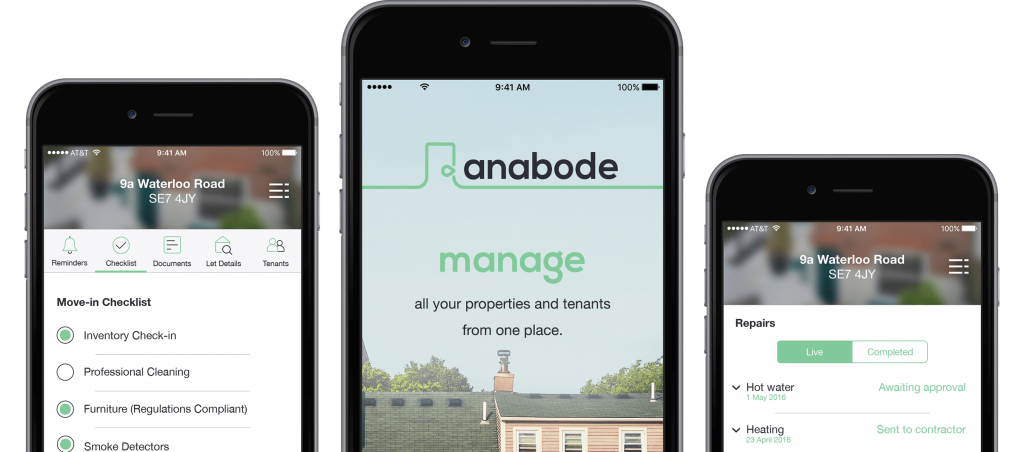 AT&T 9:41 AM 100%
9a Waterloo Road
SE7 4JY
Reminders Checklist Documents Let Details Tenants
Move-in Checklist
Inventory Check-in
Professional Cleaning
Furniture (Regulations Compliant)
Smoke Detectors
9:41 AM 100%
anabode
manage
all your properties and tenants
from one place.
AT&T 9:41 AM 100%
9a Waterloo Road
SE7 4JY
Repairs
Live Completed
Hot water Awaiting approval
1 May 2016
Heating Sent to contractor
23 April 2016